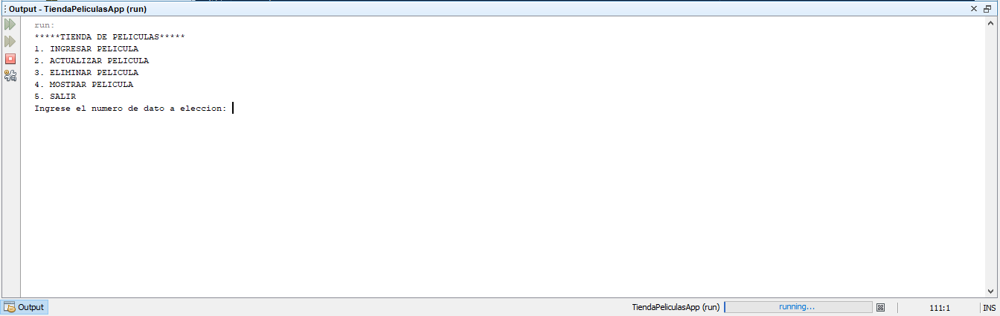 Output - TiendaPeliculasApp (run)
run:
*****TIENDA DE PELICULAS*****
1. INGRESAR PELICULA
2. ACTUALIZAR PELICULA
3. ELIMINAR PELICULA
4. MOSTRAR PELICULA
5. SALIR
Ingrese el numero de dato a eleccion:
Output
TiendaPeliculasApp (run)
running...
111:1
INS